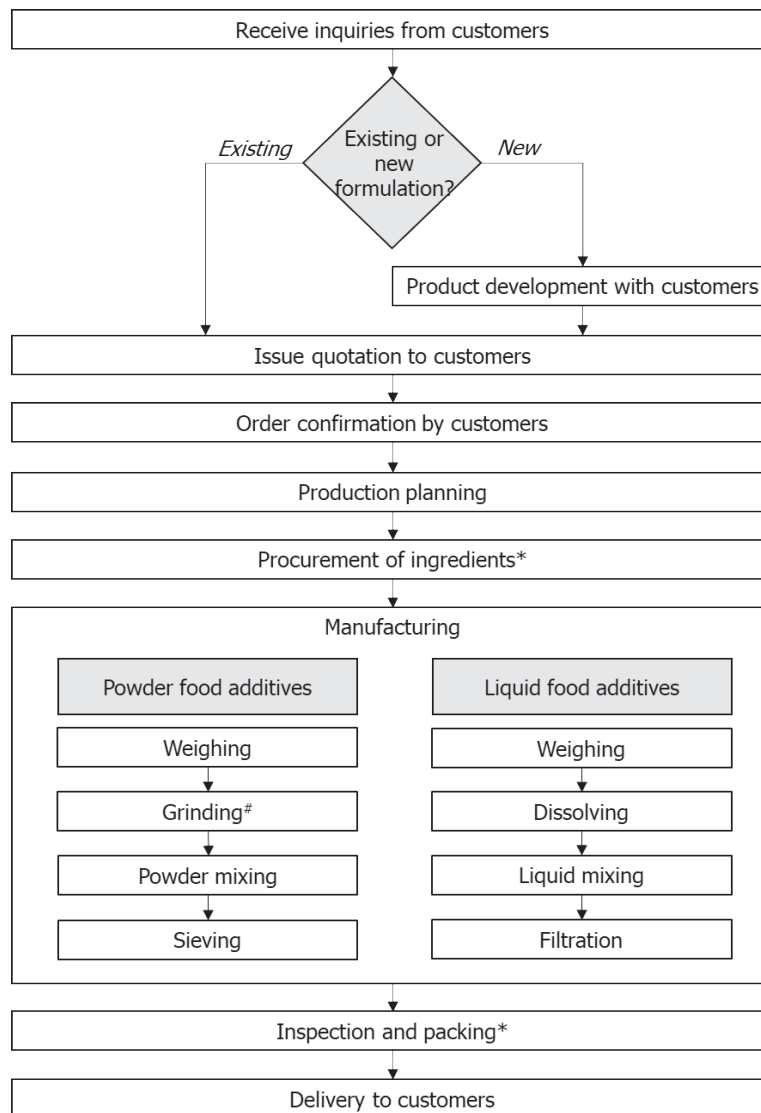 Receive inquiries from customers
Existing or
new
formulation?
Existing
New
Product development with customers
Issue quotation to customers
Order confirmation by customers
Production planning
Procurement of ingredients*
Manufacturing
Powder food additives
Weighing
Grinding#
Powder mixing
Sieving
Liquid food additives
Weighing
Dissolving
Liquid mixing
Filtration
Inspection and packing*
Delivery to customers